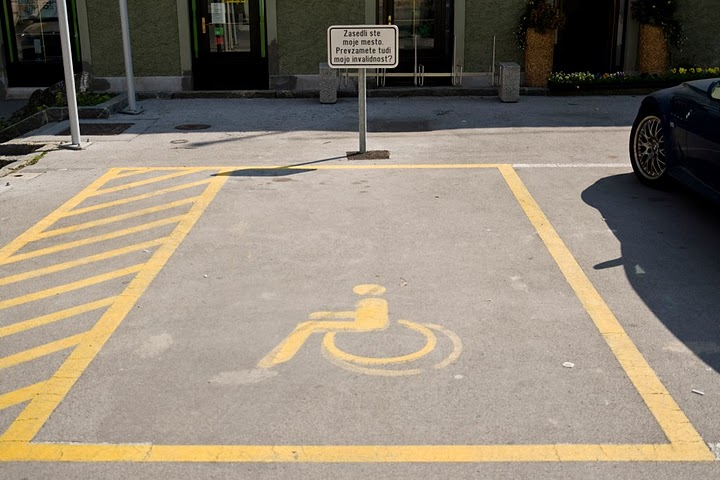 Zasedli ste
moje mesto.
Prevzamete tudi
mojo invalidnost?